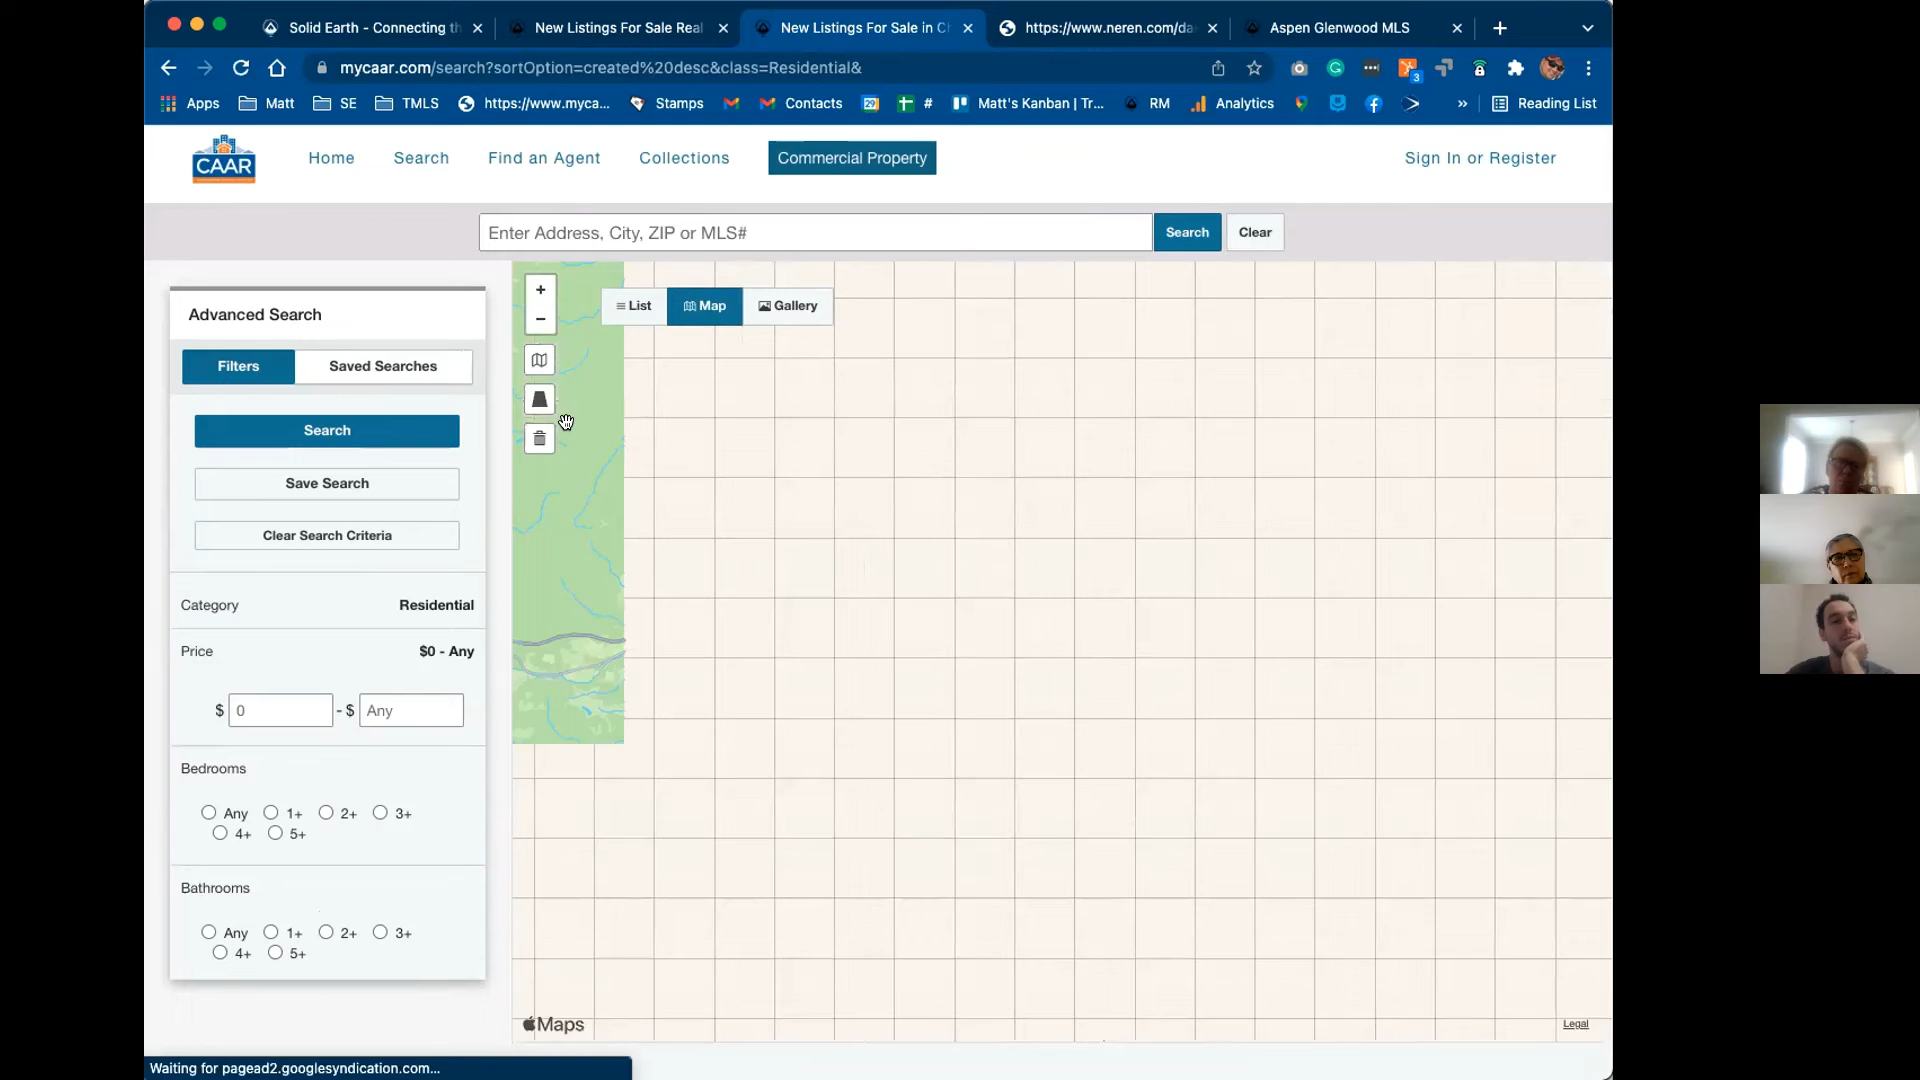 Solid Earth - Connecting th
New Listings For Sale Real
New Listings For Sale in Ch
https://www.neren.com/da
Aspen Glenwood MLS
mycaar.com/search?sortOption=created%20desc&class=Residential&
3
Apps
Matt
SE
TMLS
https://www.myca...
Stamps
Contacts
#
Matt's Kanban | Tr...
RM
Analytics
»
Reading List
CAAR
Home
Search
Find an Agent
Collections
Commercial Property
Sign In or Register
Enter Address, City, ZIP or MLS#
Search
Clear
Advanced Search
Filters
Saved Searches
Search
Save Search
Clear Search Criteria
Category
Residential
Price
$0 - Any
$ 0 - $ Any
Bedrooms
Any 1+ 2+ 3+
4+ 5+
Bathrooms
Any 1+ 2+ 3+
4+ 5+
+
−
List
Map
Gallery
Maps
Legal
Waiting for pagead2.googlesyndication.com...